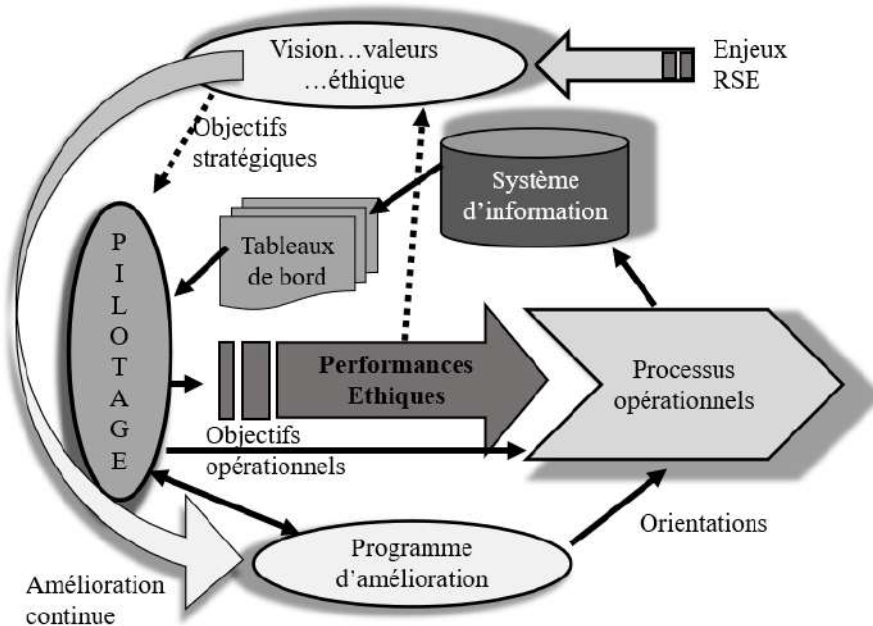 Vision…valeurs
…éthique
Enjeux
RSE
Objectifs
stratégiques
Système
d'information
Tableaux
de bord
PILOTAGE
Performances
Ethiques
Processus
opérationnels
Objectifs
opérationnels
Orientations
Programme
d'amélioration
Amélioration
continue